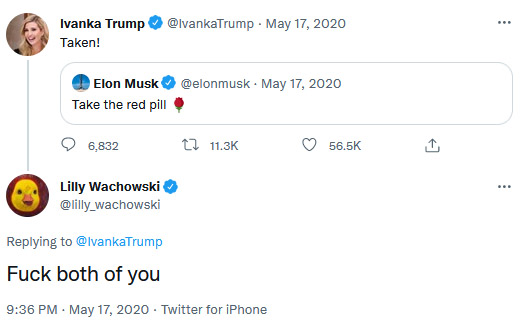 Ivanka Trump @IvankaTrump · May 17, 2020
Taken!
Elon Musk @elonmusk · May 17, 2020
Take the red pill 🌹
6,832 11.3K 56.5K
Lilly Wachowski
@lilly_wachowski
Replying to @IvankaTrump
Fuck both of you
9:36 PM · May 17, 2020 · Twitter for iPhone